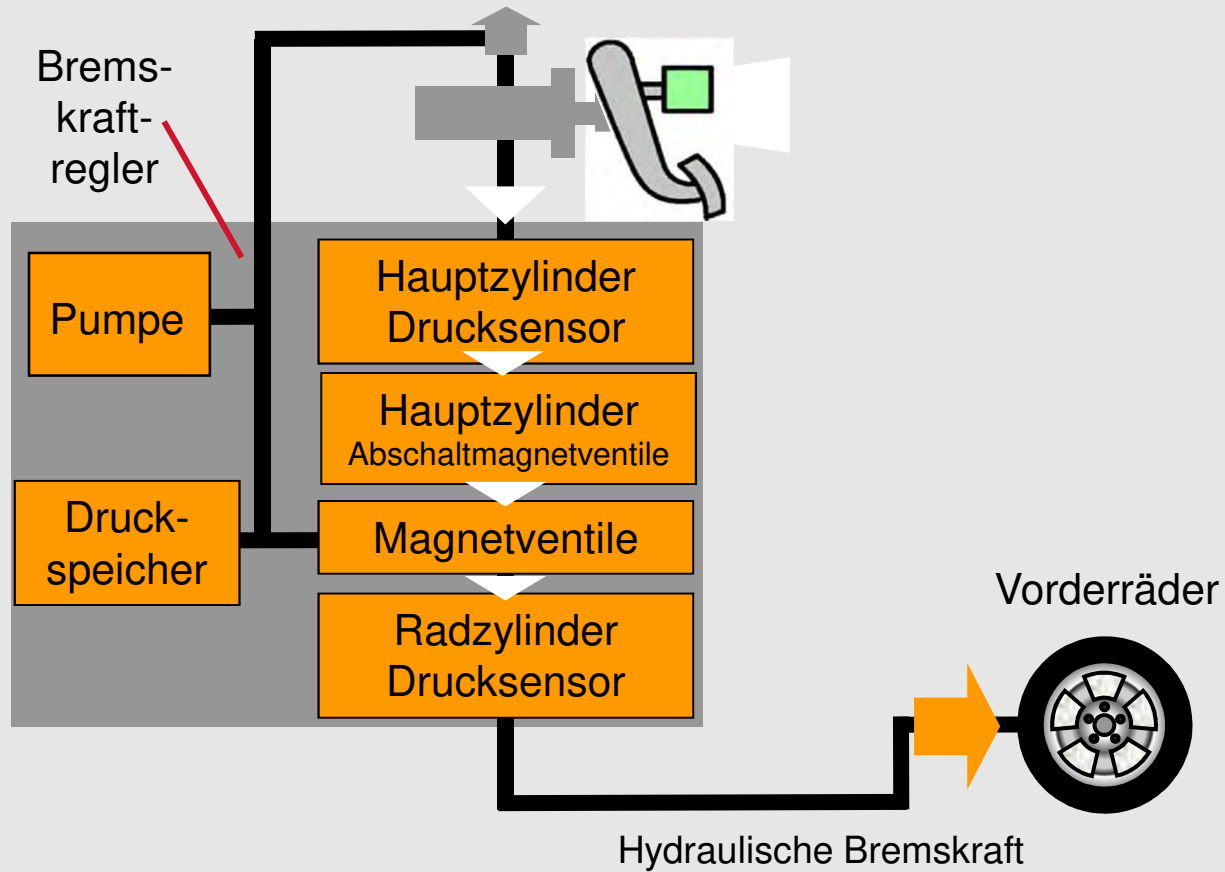 Brems-
kraft-
regler
Pumpe
Hauptzylinder
Drucksensor
Hauptzylinder
Abschaltmagnetventile
Druck-
speicher
Magnetventile
Radzylinder
Drucksensor
Vorderräder
Hydraulische Bremskraft